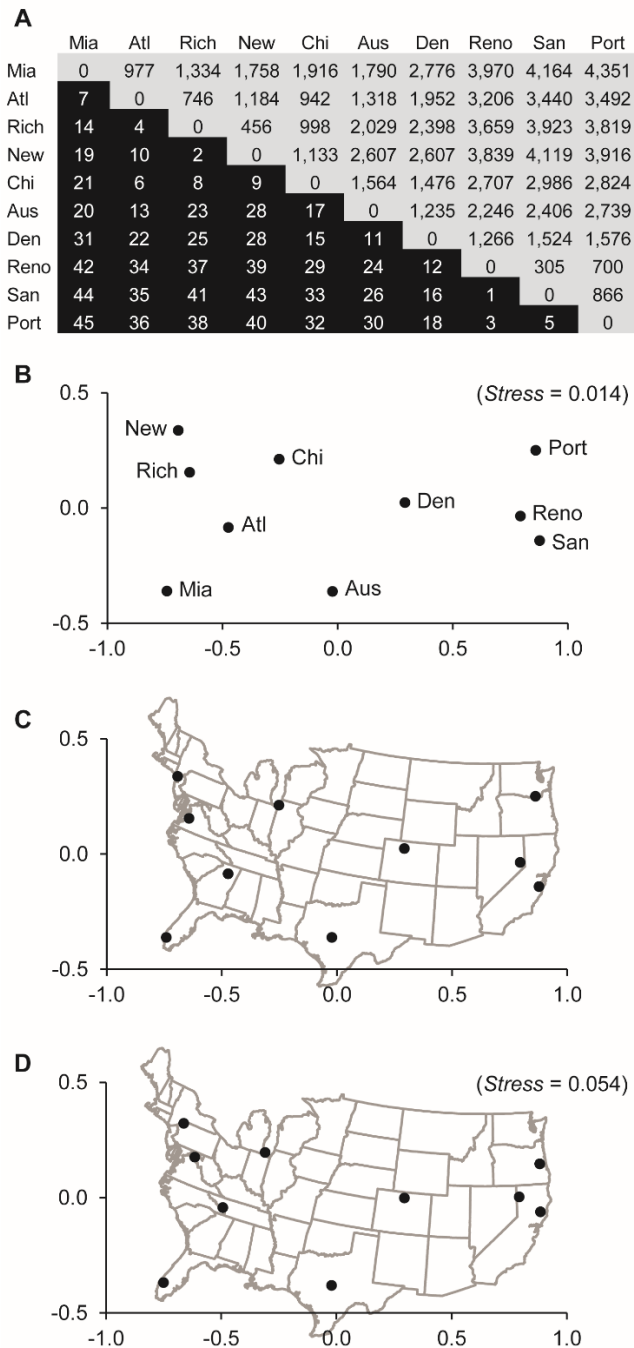 A
Mia Atl Rich New Chi Aus Den Reno San Port
Mia 0 977 1,334 1,758 1,916 1,790 2,776 3,970 4,164 4,351
Atl 7 0 746 1,184 942 1,318 1,952 3,206 3,440 3,492
Rich 14 4 0 456 998 2,029 2,398 3,659 3,923 3,819
New 19 10 2 0 1,133 2,607 2,607 3,839 4,119 3,916
Chi 21 6 8 9 0 1,564 1,476 2,707 2,986 2,824
Aus 20 13 23 28 17 0 1,235 2,246 2,406 2,739
Den 31 22 25 28 15 11 0 1,266 1,524 1,576
Reno 42 34 37 39 29 24 12 0 305 700
San 44 35 41 43 33 26 16 1 0 866
Port 45 36 38 40 32 30 18 3 5 0
B
0.5
(Stress = 0.014)
New
Chi
Port
Rich
0.0
Den
Reno
Atl
San
Mia
Aus
-0.5
-1.0 -0.5 0.0 0.5 1.0
C
0.5
0.0
-0.5
-1.0 -0.5 0.0 0.5 1.0
D
0.5
(Stress = 0.054)
0.0
-0.5
-1.0 -0.5 0.0 0.5 1.0